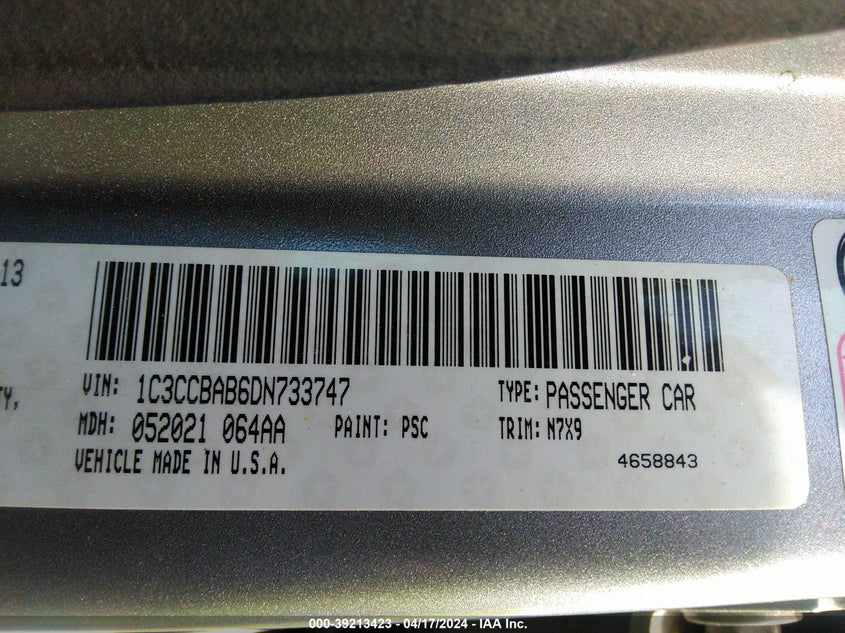 13
TY,
VIN: 1C3CCBAB6DN733747
TYPE: PASSENGER CAR
MDH: 052021 064AA
PAINT: PSC
TRIM: N7X9
VEHICLE MADE IN U.S.A.
4658843
000-39213423 - 04/17/2024 - IAA Inc.